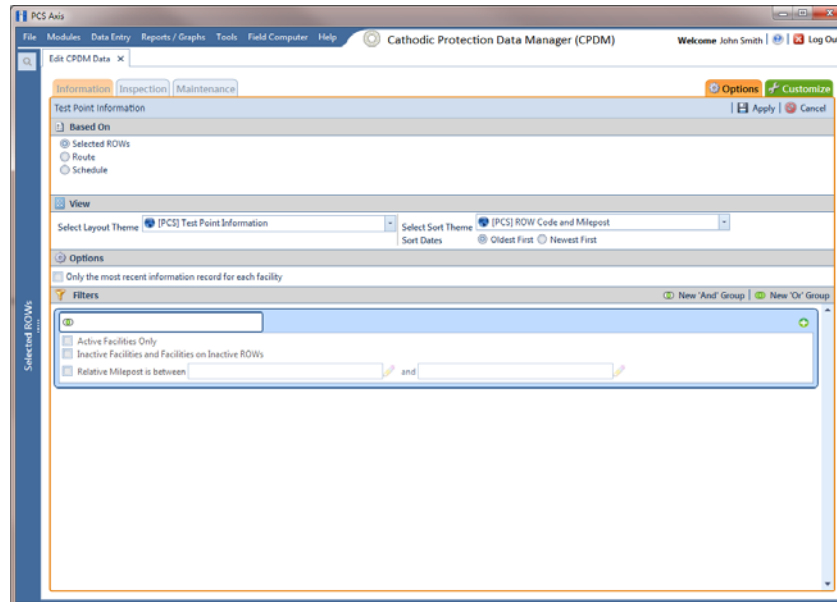 PCS Axis
File Modules Data Entry Reports / Graphs Tools Field Computer Help Cathodic Protection Data Manager (CPDM) Welcome John Smith | | Log Ou
Edit CPDM Data ×
Information Inspection Maintenance Options Customize
Test Point Information | Apply | Cancel
Based On
Selected ROWs
Route
Schedule
View
Select Layout Theme [PCS] Test Point Information Select Sort Theme [PCS] ROW Code and Milepost
Sort Dates Oldest First Newest First
Options
Only the most recent information record for each facility
Filters New 'And' Group | New 'Or' Group
Active Facilities Only
Inactive Facilities and Facilities on Inactive ROWs
Relative Milepost is between and
Selected ROWs